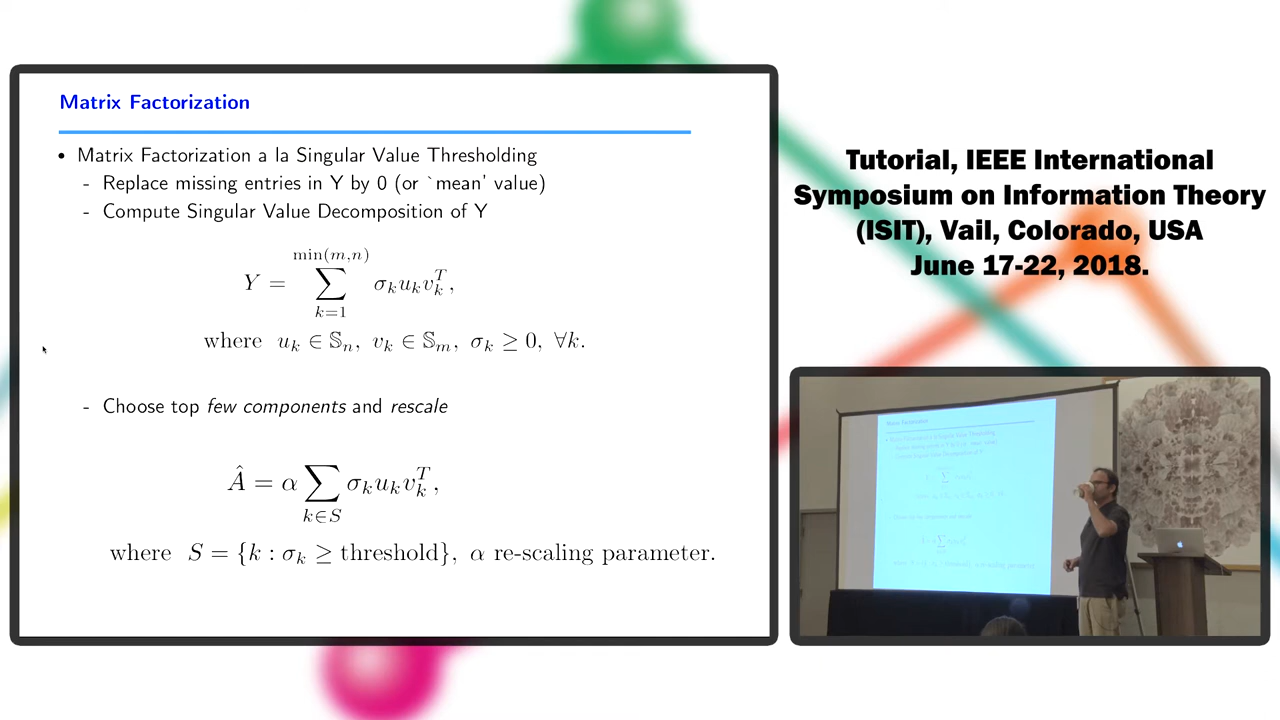 Matrix Factorization
• Matrix Factorization a la Singular Value Thresholding
- Replace missing entries in Y by 0 (or `mean' value)
- Compute Singular Value Decomposition of Y
Y = \sum_{k=1}^{\min(m,n)} σ_k u_k v_k^T,
where u_k ∈ 𝕊_n, v_k ∈ 𝕊_m, σ_k ≥ 0, ∀k.
- Choose top few components and rescale
Â = α \sum_{k∈S} σ_k u_k v_k^T,
where S = {k : σ_k ≥ threshold}, α re-scaling parameter.
Tutorial, IEEE International
Symposium on Information Theory
(ISIT), Vail, Colorado, USA
June 17-22, 2018.